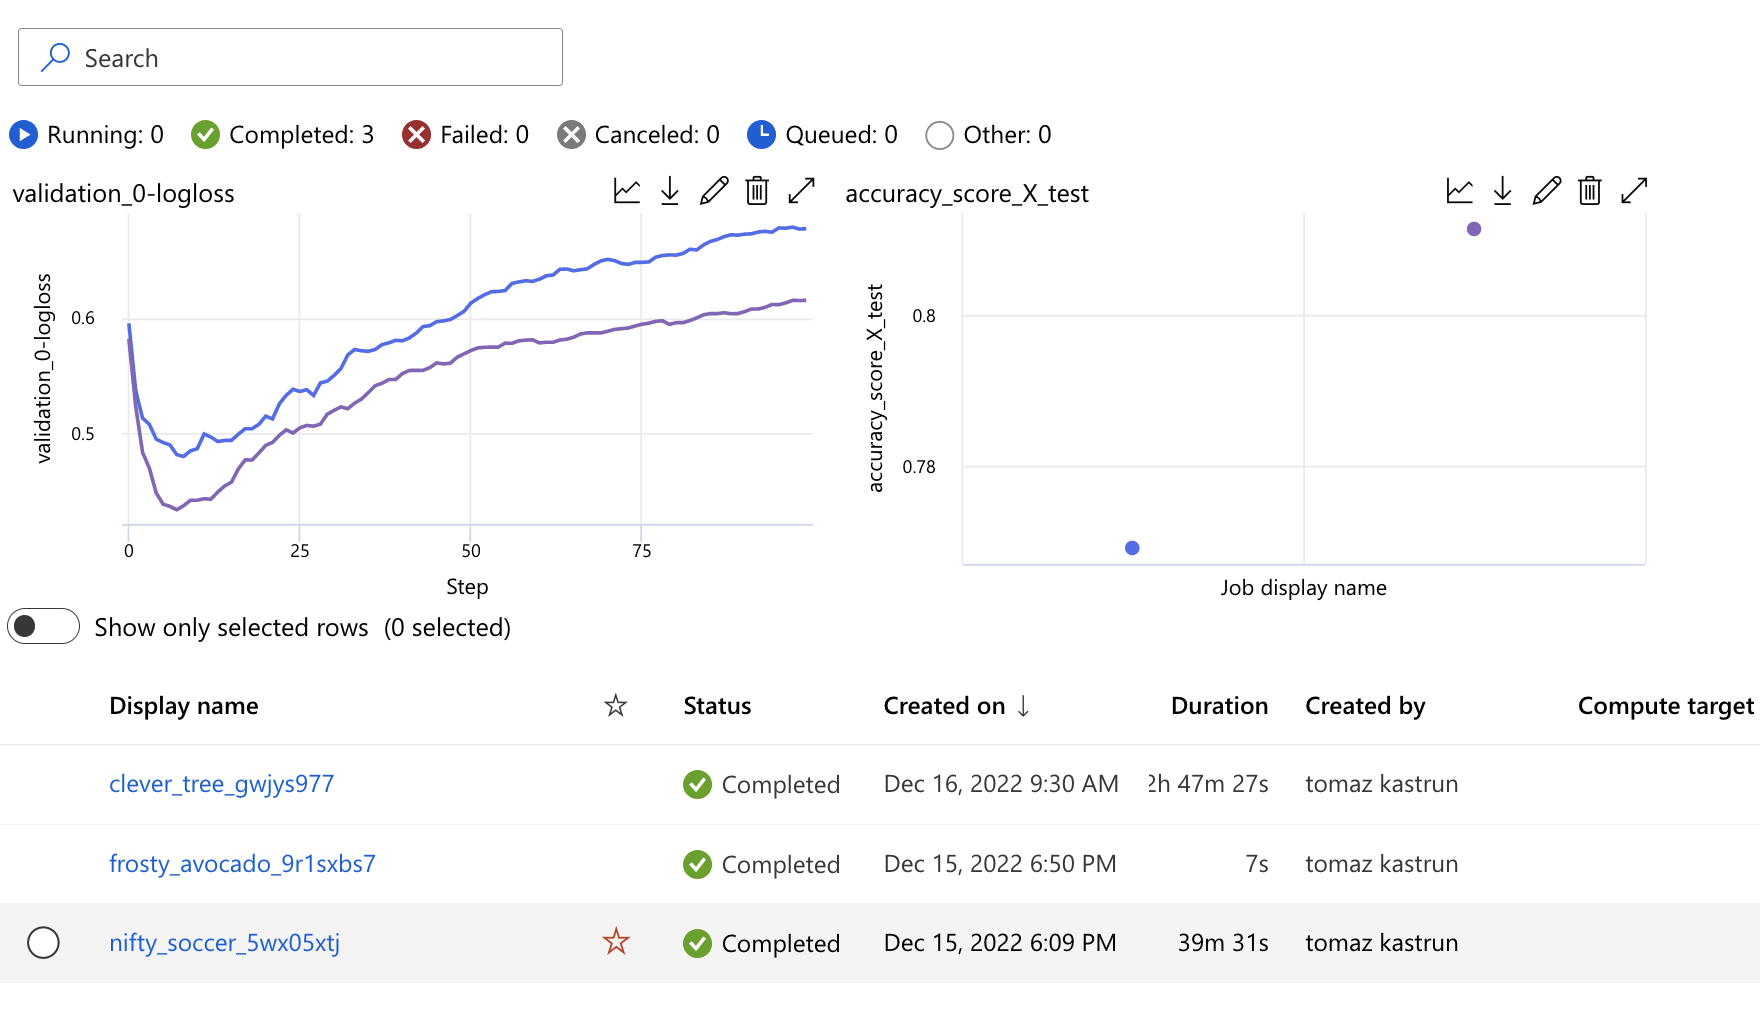 Search
Running: 0 Completed: 3 Failed: 0 Canceled: 0 Queued: 0 Other: 0
validation_0-logloss
validation_0-logloss
0.6
0.5
0 25 50 75
Step
accuracy_score_X_test
accuracy_score_X_test
0.8
0.78
Job display name
Show only selected rows (0 selected)
Display name Status Created on Duration Created by Compute target
clever_tree_gwjys977 Completed Dec 16, 2022 9:30 AM 2h 47m 27s tomaz kastrun
frosty_avocado_9r1sxbs7 Completed Dec 15, 2022 6:50 PM 7s tomaz kastrun
nifty_soccer_5wx05xtj Completed Dec 15, 2022 6:09 PM 39m 31s tomaz kastrun